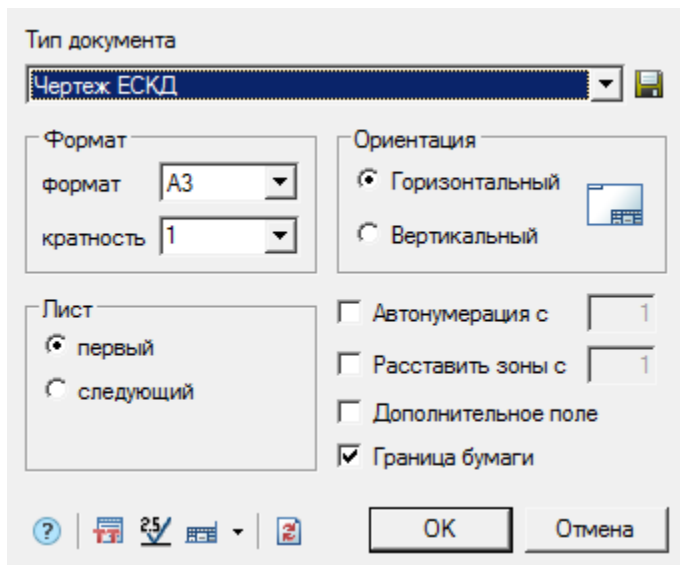 Тип документа
Чертеж ЕСКД
Формат
формат A3
кратность 1
Ориентация
Горизонтальный
Вертикальный
Лист
первый
следующий
Автонумерация с 1
Расставить зоны с 1
Дополнительное поле
Граница бумаги
? 2.5 OK Отмена